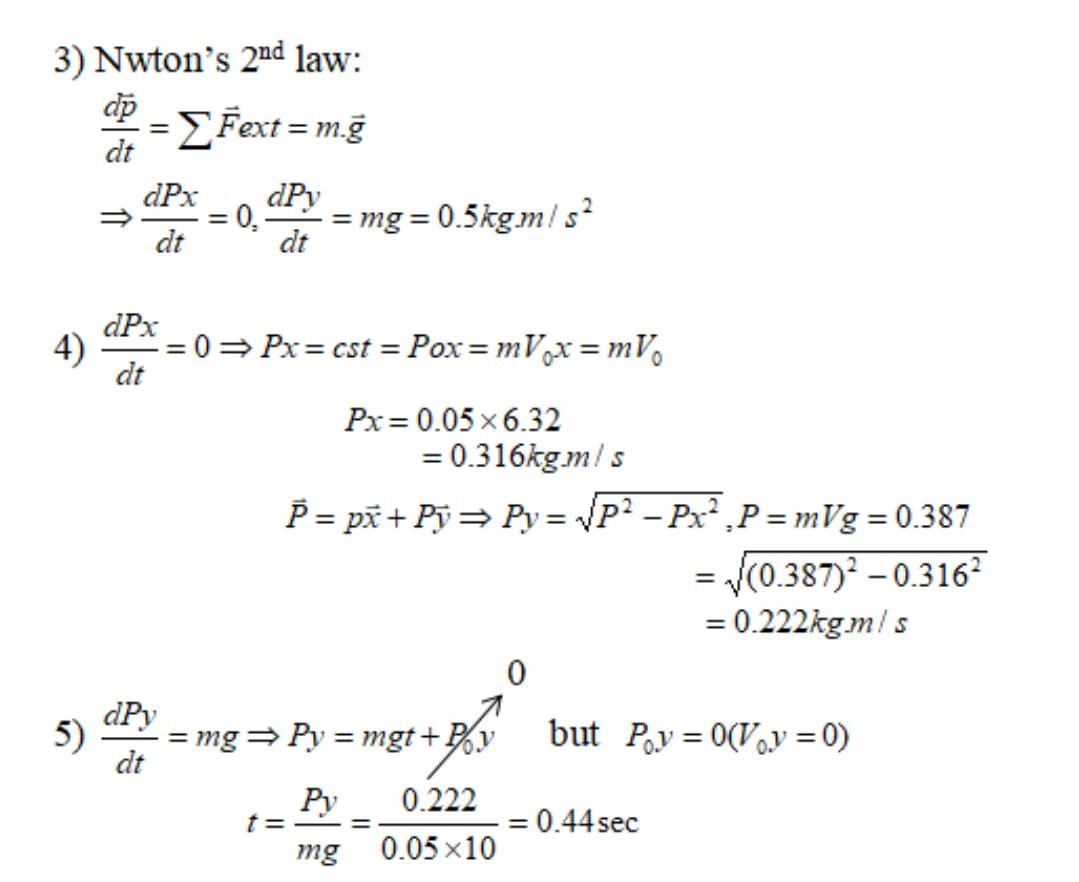 3) Nwton's 2nd law:
dp⃗/dt = ∑F⃗ext = m.g⃗
⇒ dPx/dt = 0, dPy/dt = mg = 0.5kg.m/s²
4) dPx/dt = 0 ⇒ Px = cst = Pox = mV₀x = mV₀
Px = 0.05 × 6.32
= 0.316kg.m/s
P⃗ = px⃗ + Py⃗ ⇒ Py = √(P² − Px²), P = mVg = 0.387
= √((0.387)² − 0.316²)
= 0.222kg.m/s
0
5) dPy/dt = mg ⇒ Py = mgt + P₀y but P₀y = 0(V₀y = 0)
t = Py/mg = 0.222/0.05 ×10 = 0.44sec